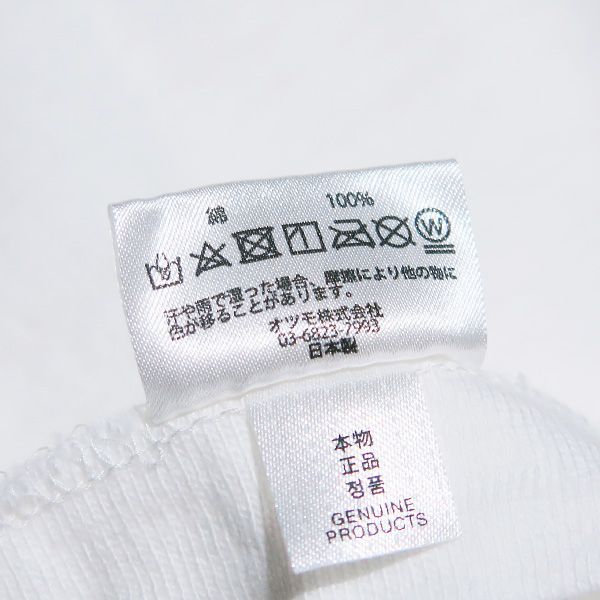 綿 100%
W
汗や雨で湿った場合、摩擦により他の物に
色が移ることがあります。
オツモ株式会社
03-6823-7993
日本製
本物
正品
정품
GENUINE
PRODUCTS